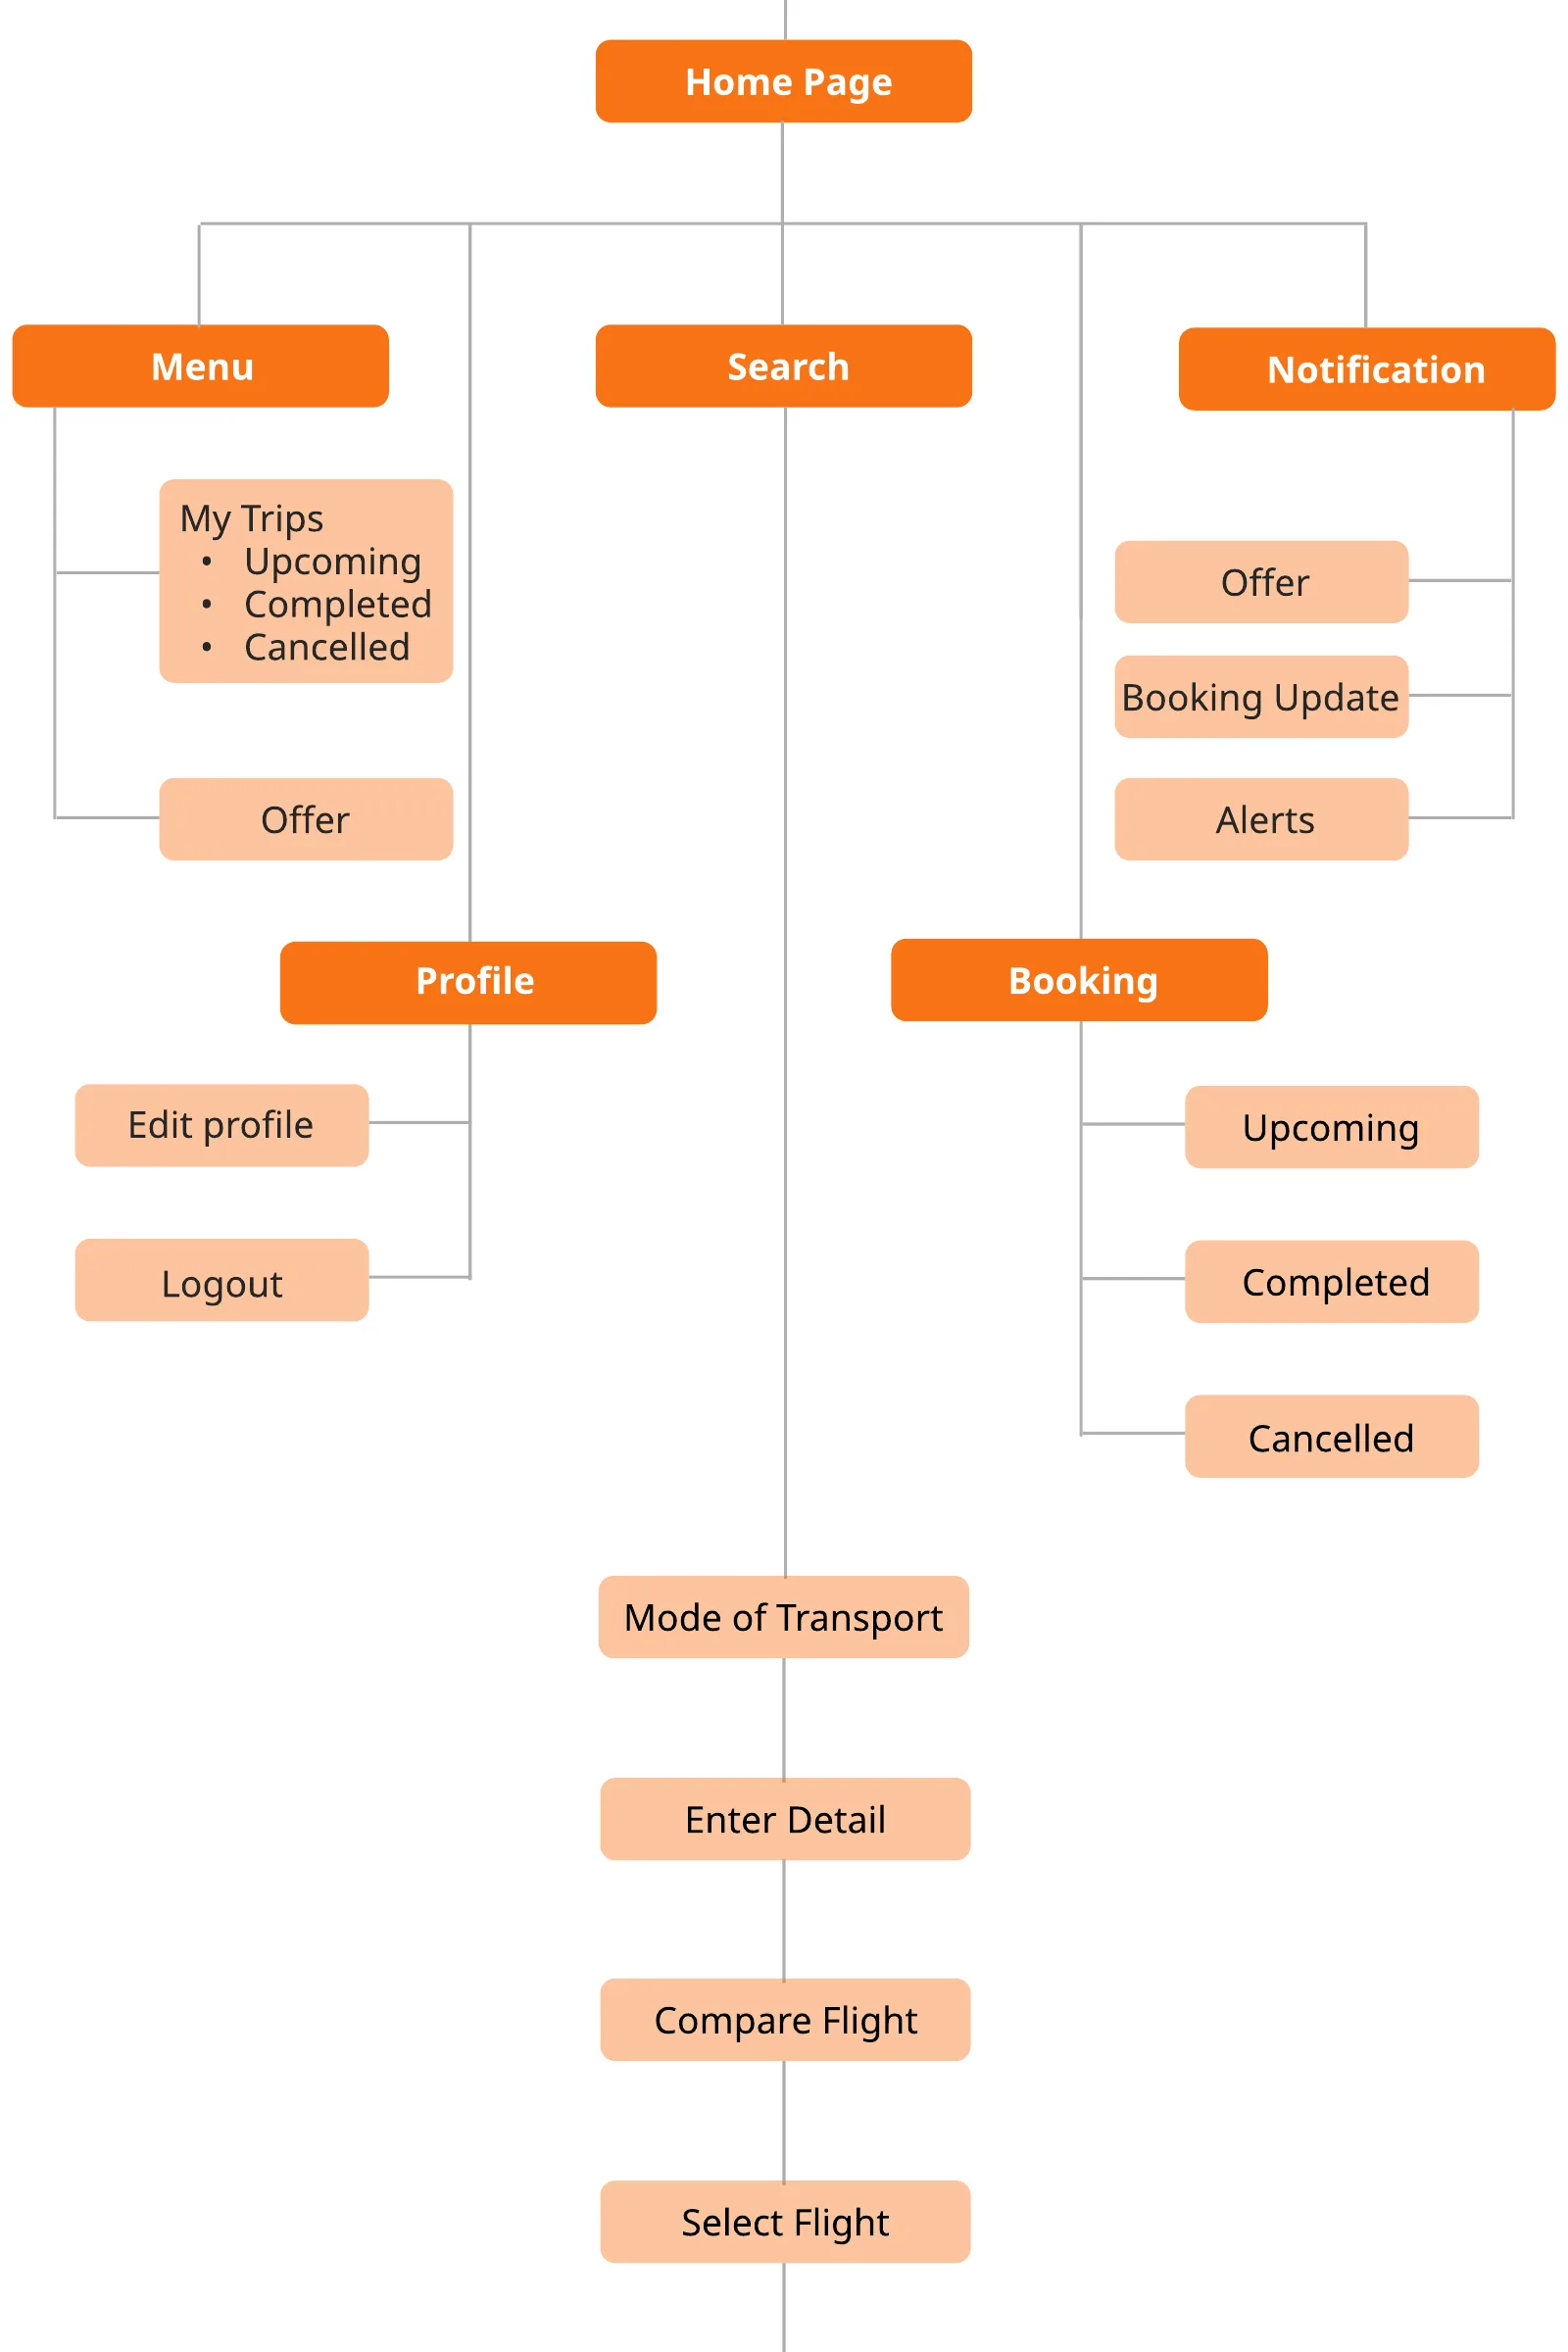 Home Page
Menu
Search
Notification
My Trips
• Upcoming
• Completed
• Cancelled
Offer
Offer
Booking Update
Alerts
Profile
Booking
Edit profile
Logout
Upcoming
Completed
Cancelled
Mode of Transport
Enter Detail
Compare Flight
Select Flight